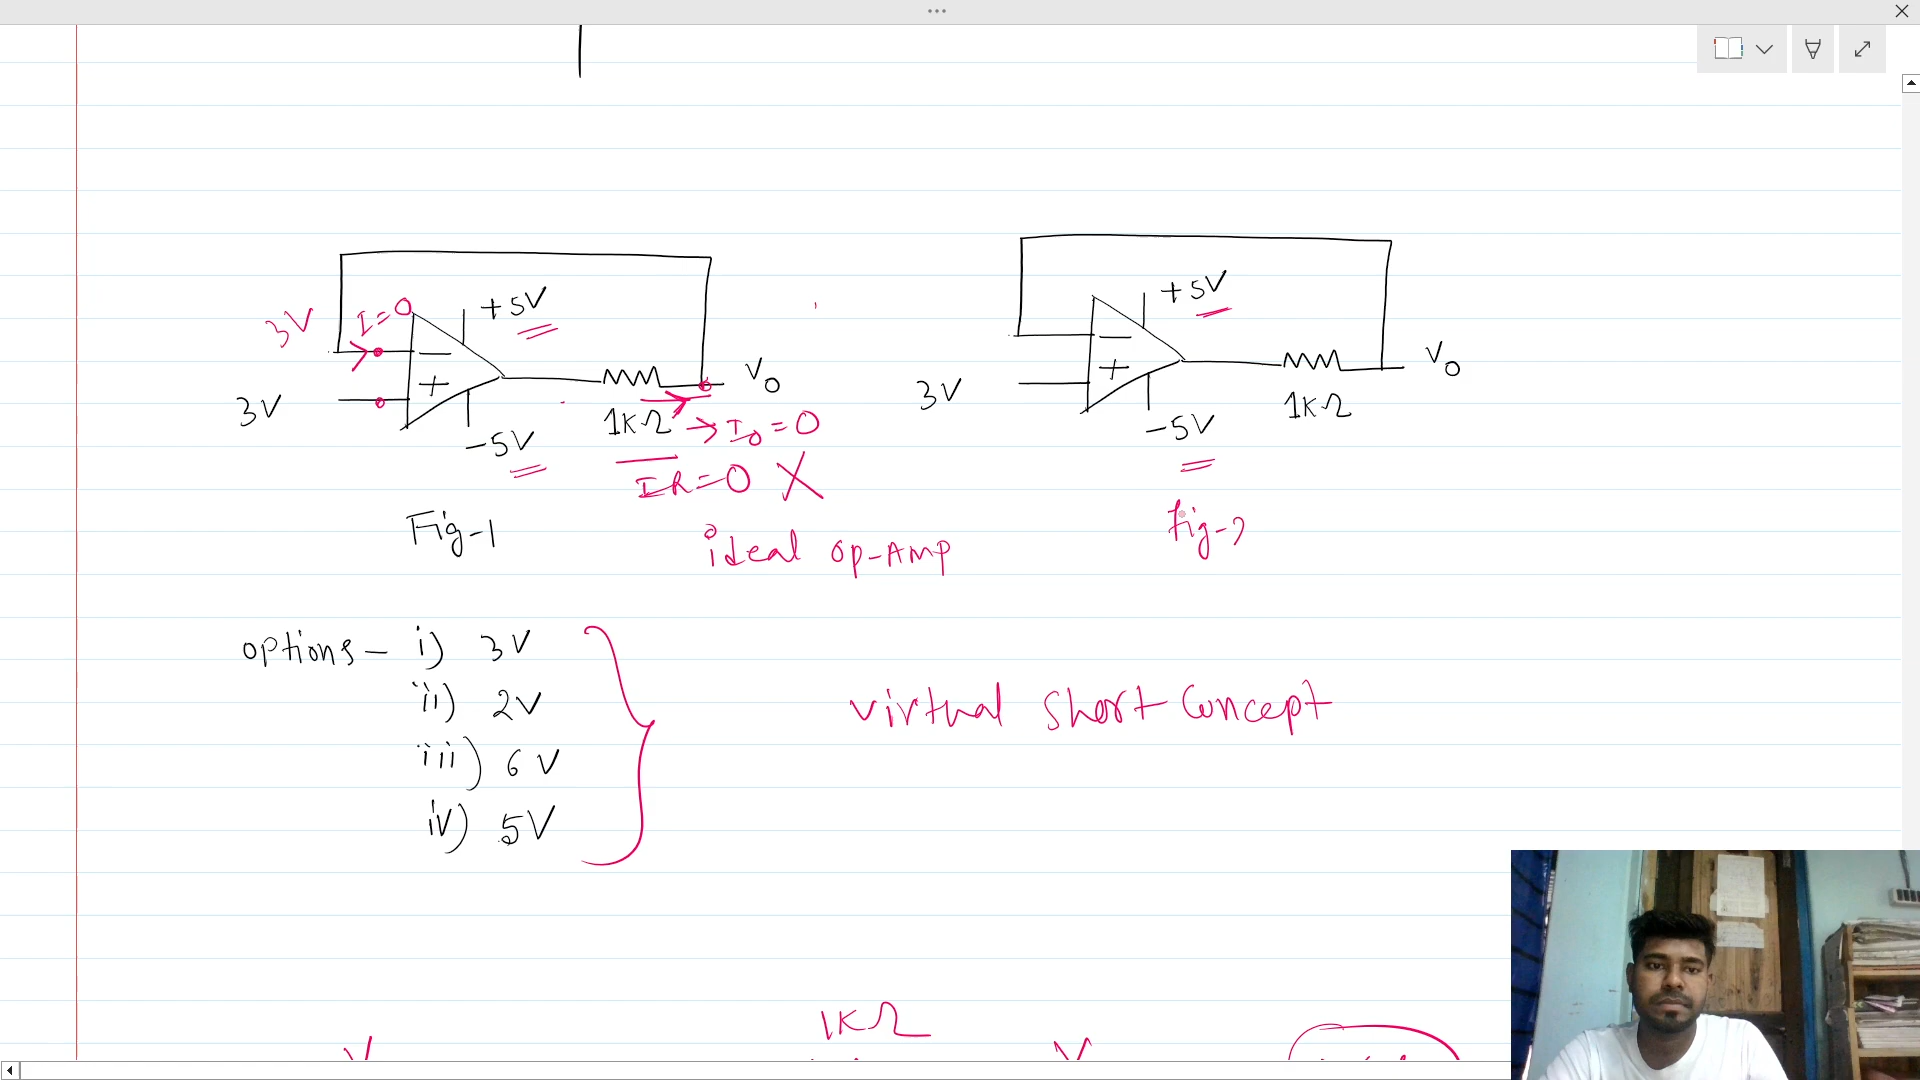 +5V
+5V
3V I=0
−
−
+
+
V0
V0
3V
3V
1KΩ
1KΩ
→ I0 = 0
−5V
−5V
IR=0 X
Fig-1
fig-2
ideal op-Amp
options – i) 3V
ii) 2V
virtual short Concept
iii) 6V
iv) 5V
1KΩ